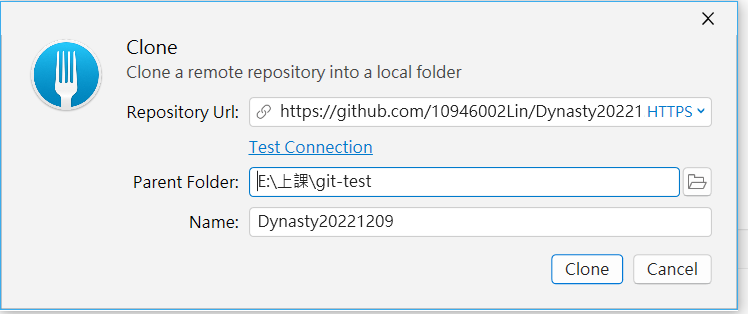 Clone
Clone a remote repository into a local folder
Repository Url: https://github.com/10946002Lin/Dynasty20221 HTTPS
Test Connection
Parent Folder: E:\上課\git-test
Name: Dynasty20221209
Clone Cancel